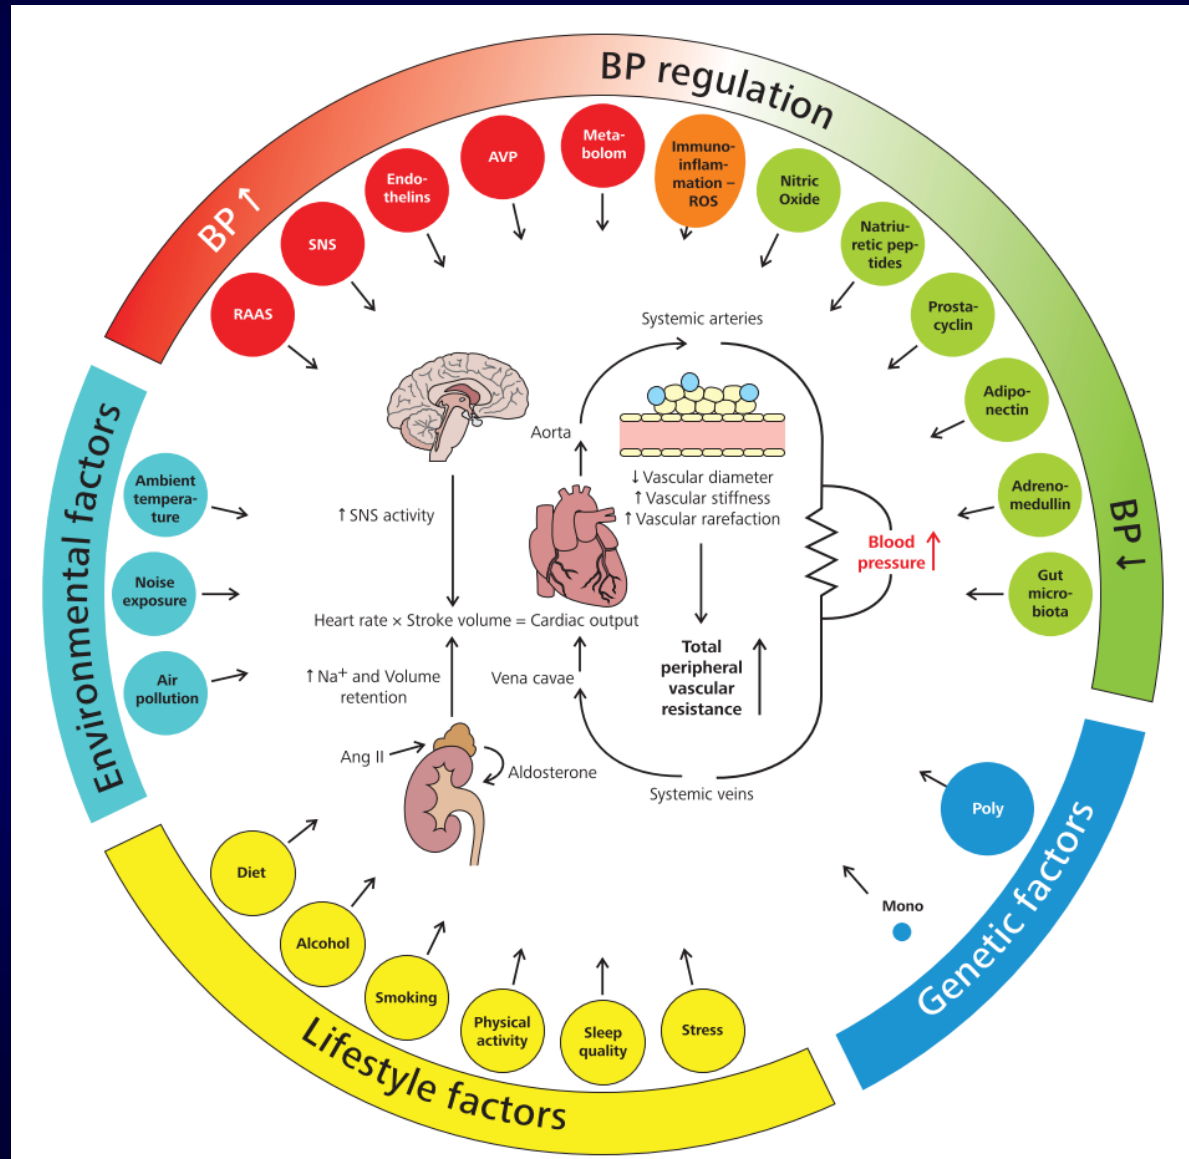 BP regulation
BP ↑
BP ↓
RAAS
SNS
Endo-
thelins
AVP
Meta-
bolom
Immuno-
inflam-
mation –
ROS
Nitric
Oxide
Natriu-
retic pep-
tides
Prosta-
cyclin
Adipo-
nectin
Adreno-
medullin
Gut
micro-
biota
Environmental factors
Ambient
tempera-
ture
Noise
exposure
Air
pollution
Systemic arteries
Aorta
↓ Vascular diameter
↑ Vascular stiffness
↑ Vascular rarefaction
↑ SNS activity
Blood
pressure ↑
Heart rate × Stroke volume = Cardiac output
Total
peripheral
vascular
resistance ↑
↑ Na+ and Volume
retention
Vena cavae
Ang II
Aldosterone
Systemic veins
Genetic factors
Poly
Mono
Lifestyle factors
Diet
Alcohol
Smoking
Physical
activity
Sleep
quality
Stress